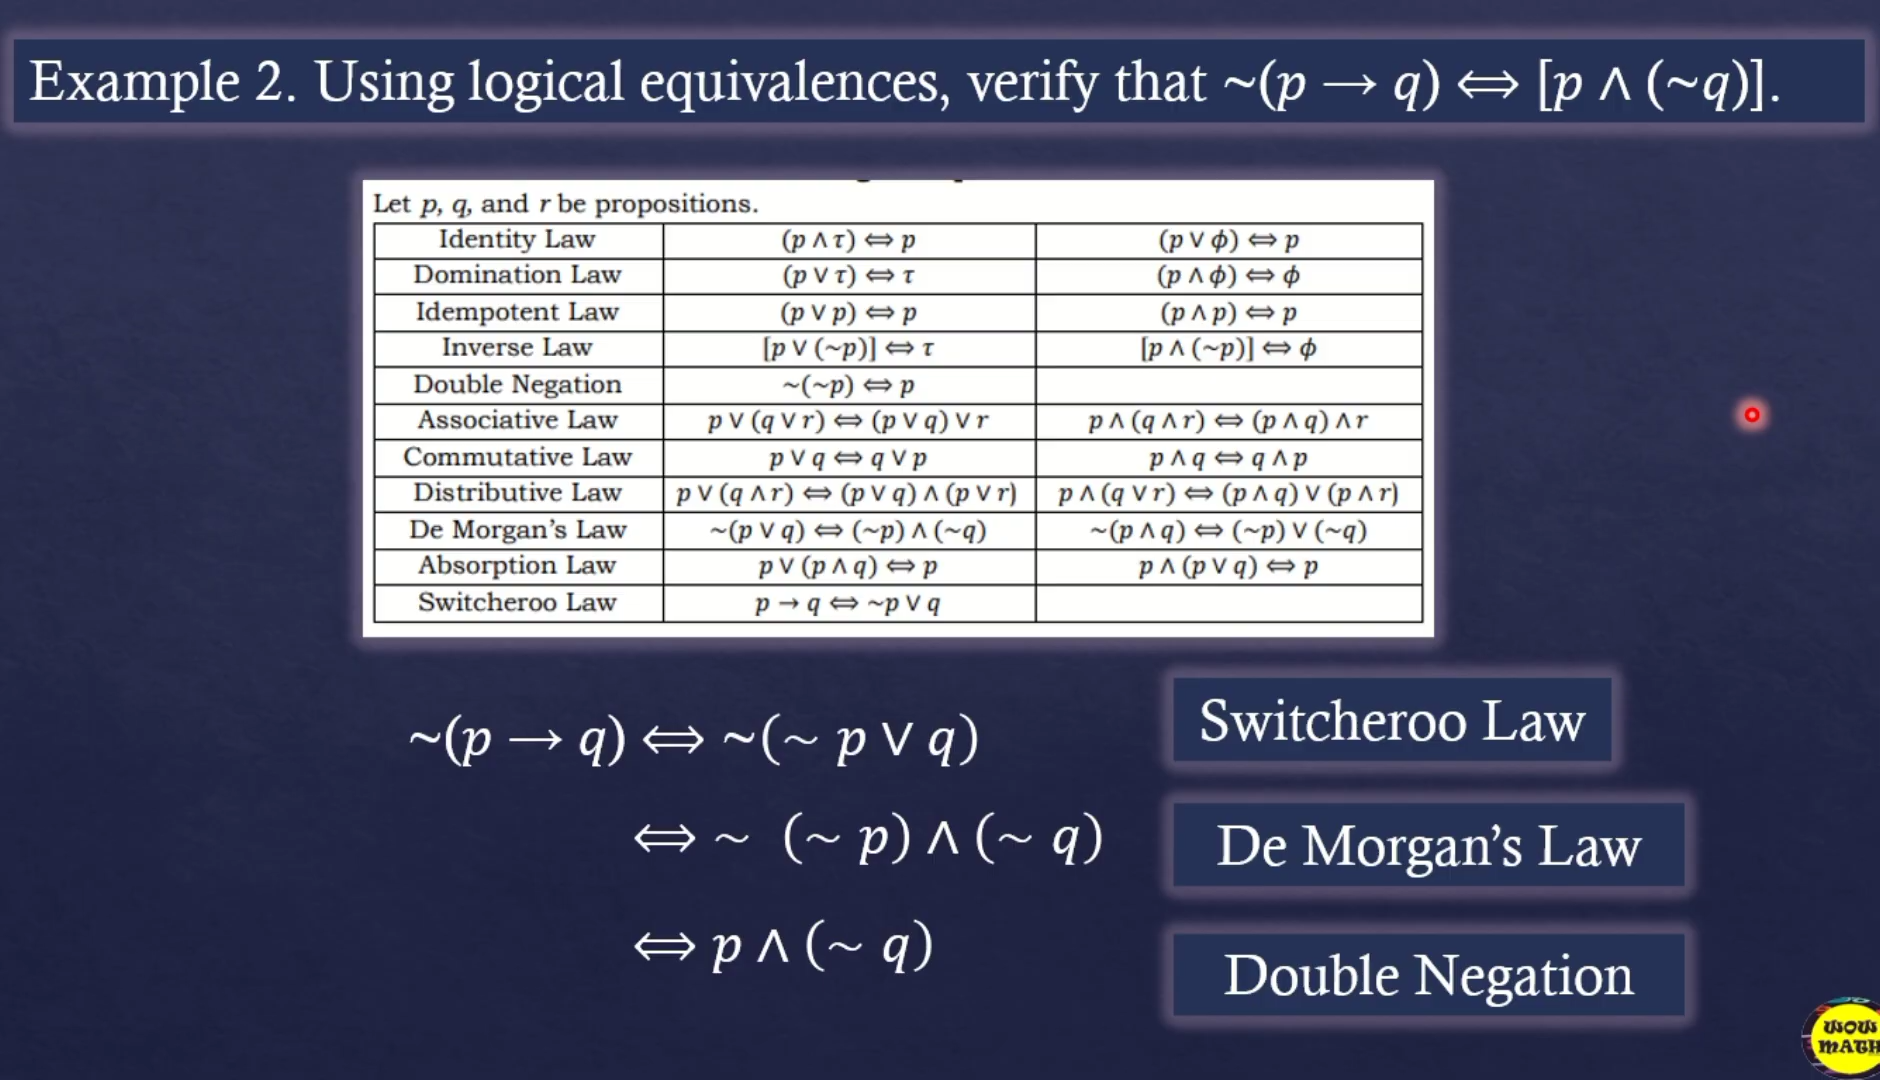 Example 2. Using logical equivalences, verify that ~(p → q) ⟺ [p ∧ (~q)].
Let p, q, and r be propositions.
Identity Law (p ∧ τ) ⟺ p (p ∨ ϕ) ⟺ p
Domination Law (p ∨ τ) ⟺ τ (p ∧ ϕ) ⟺ ϕ
Idempotent Law (p ∨ p) ⟺ p (p ∧ p) ⟺ p
Inverse Law [p ∨ (~p)] ⟺ τ [p ∧ (~p)] ⟺ ϕ
Double Negation ~(~p) ⟺ p
Associative Law p ∨ (q ∨ r) ⟺ (p ∨ q) ∨ r p ∧ (q ∧ r) ⟺ (p ∧ q) ∧ r
Commutative Law p ∨ q ⟺ q ∨ p p ∧ q ⟺ q ∧ p
Distributive Law p ∨ (q ∧ r) ⟺ (p ∨ q) ∧ (p ∨ r) p ∧ (q ∨ r) ⟺ (p ∧ q) ∨ (p ∧ r)
De Morgan’s Law ~(p ∨ q) ⟺ (~p) ∧ (~q) ~(p ∧ q) ⟺ (~p) ∨ (~q)
Absorption Law p ∨ (p ∧ q) ⟺ p p ∧ (p ∨ q) ⟺ p
Switcheroo Law p → q ⟺ ~p ∨ q
~(p → q) ⟺ ~(~ p ∨ q) Switcheroo Law
⟺ ~ (~ p) ∧ (~ q) De Morgan’s Law
⟺ p ∧ (~ q) Double Negation
WOW
MATH